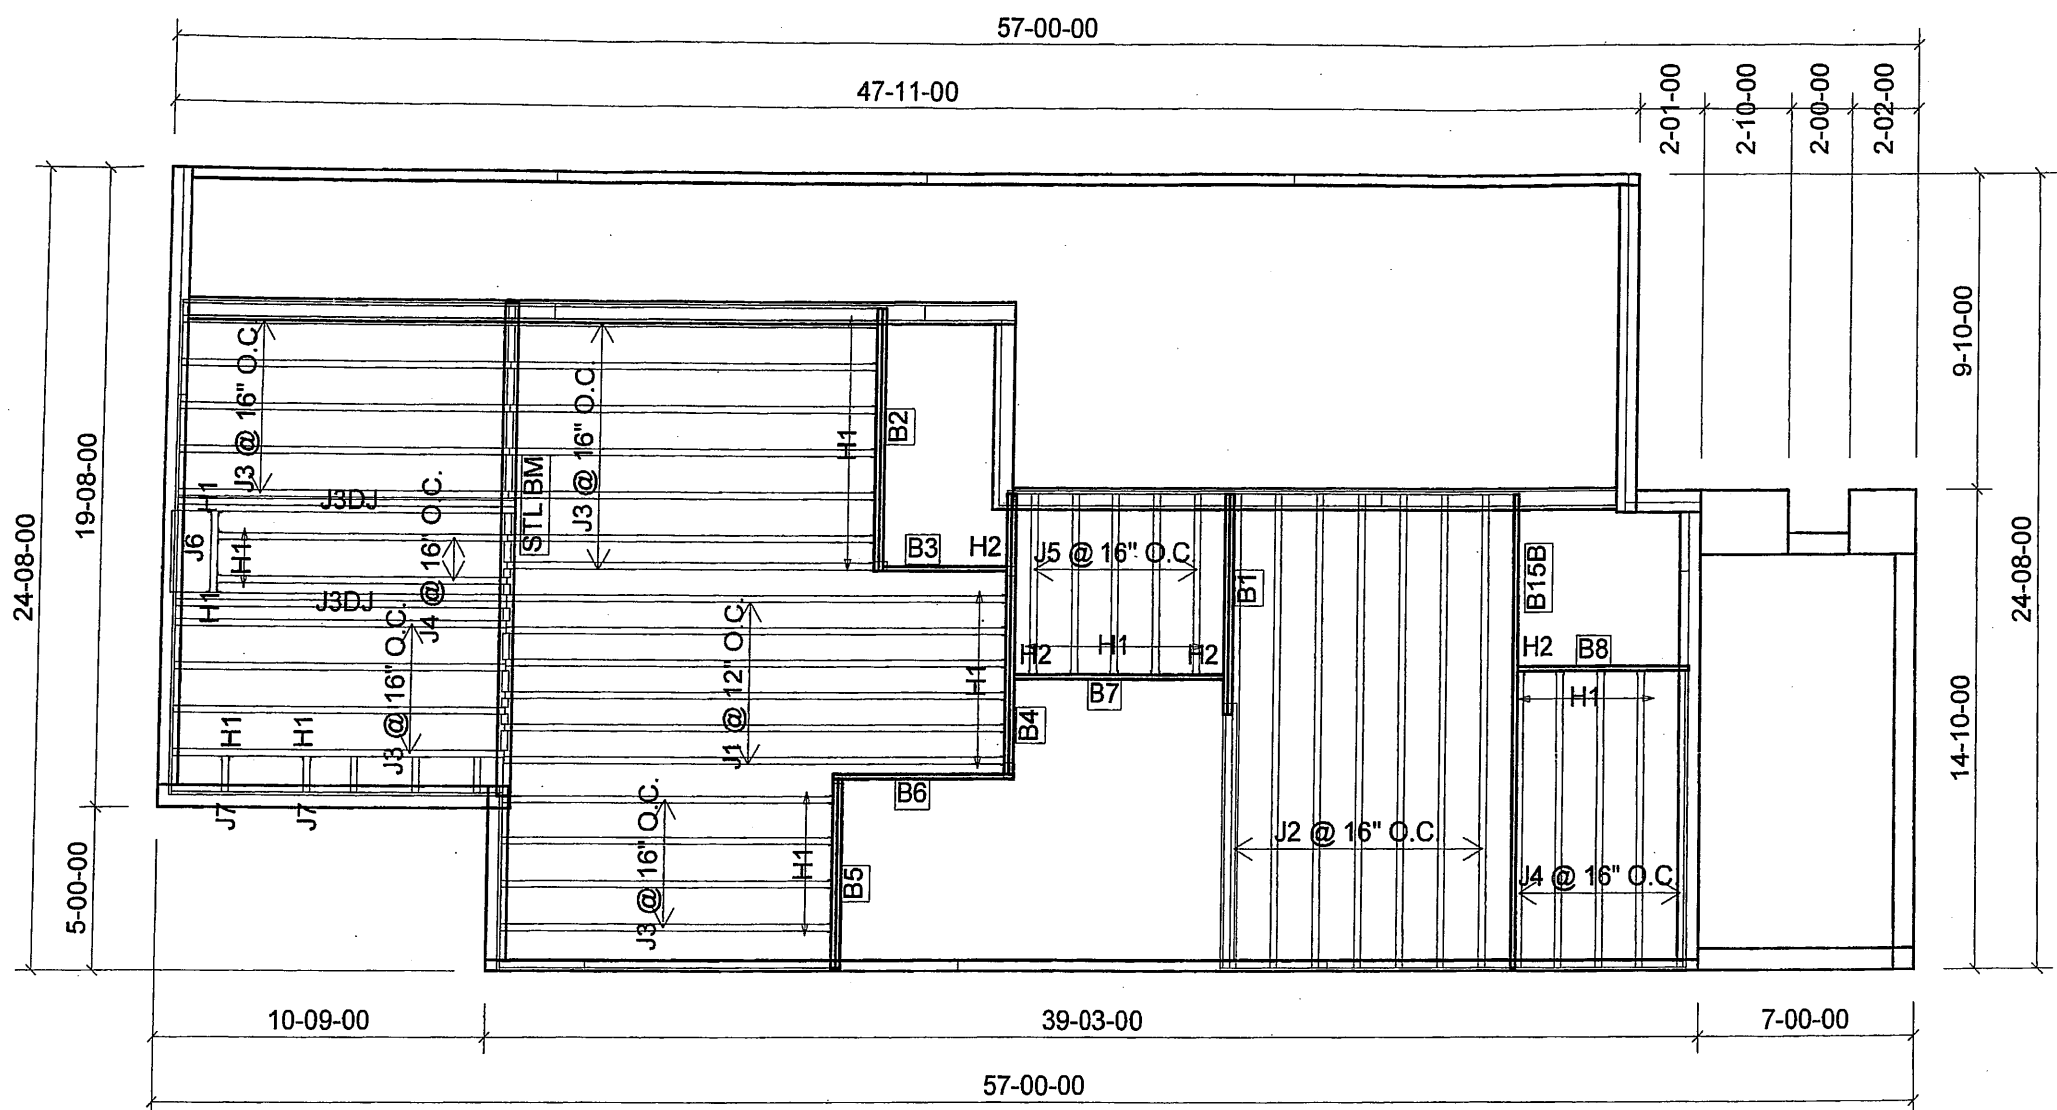 57-00-00
47-11-00
2-01-00
2-10-00
2-00-00
2-02-00
24-08-00
19-08-00
5-00-00
9-10-00
14-10-00
24-08-00
J3 @ 16" O.C.
J3 @ 16" O.C.
H1
B2
STL BM
H1
J3DJ
J4 @ 16" O.C.
J6
H1
H1
J3DJ
B3
H2
J5 @ 16" O.C.
B1
B15B
H2
B8
H1
H2
H1
H2
B7
B4
H1
J1 @ 12" O.C.
J3 @ 16" O.C.
H1
H1
J7
J7
B6
J3 @ 16" O.C.
H1
B5
J2 @ 16" O.C.
J4 @ 16" O.C.
10-09-00
39-03-00
7-00-00
57-00-00